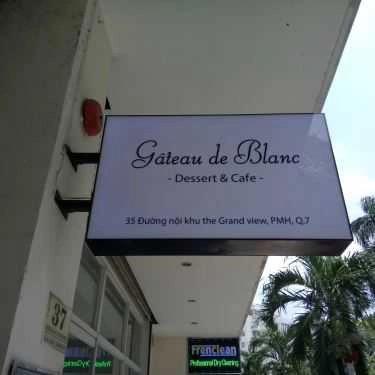 Gâteau de Blanc
- Dessert & Cafe -
35 Đường nội khu the Grand view, PMH, Q,7
37
Frenclean
Professional Dry Cleaning